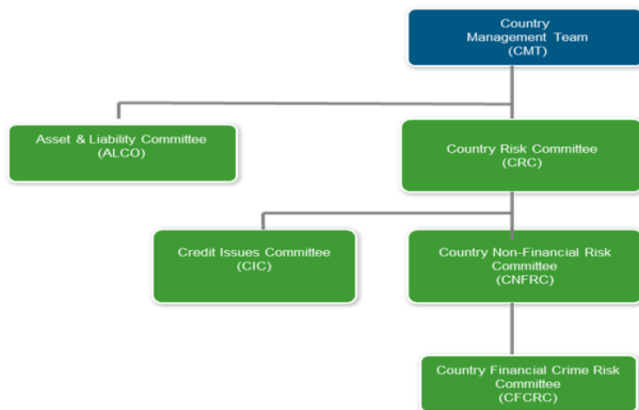 Country
Management Team
(CMT)
Asset & Liability Committee
(ALCO)
Country Risk Committee
(CRC)
Credit Issues Committee
(CIC)
Country Non-Financial Risk
Committee
(CNFRC)
Country Financial Crime Risk
Committee
(CFCRC)